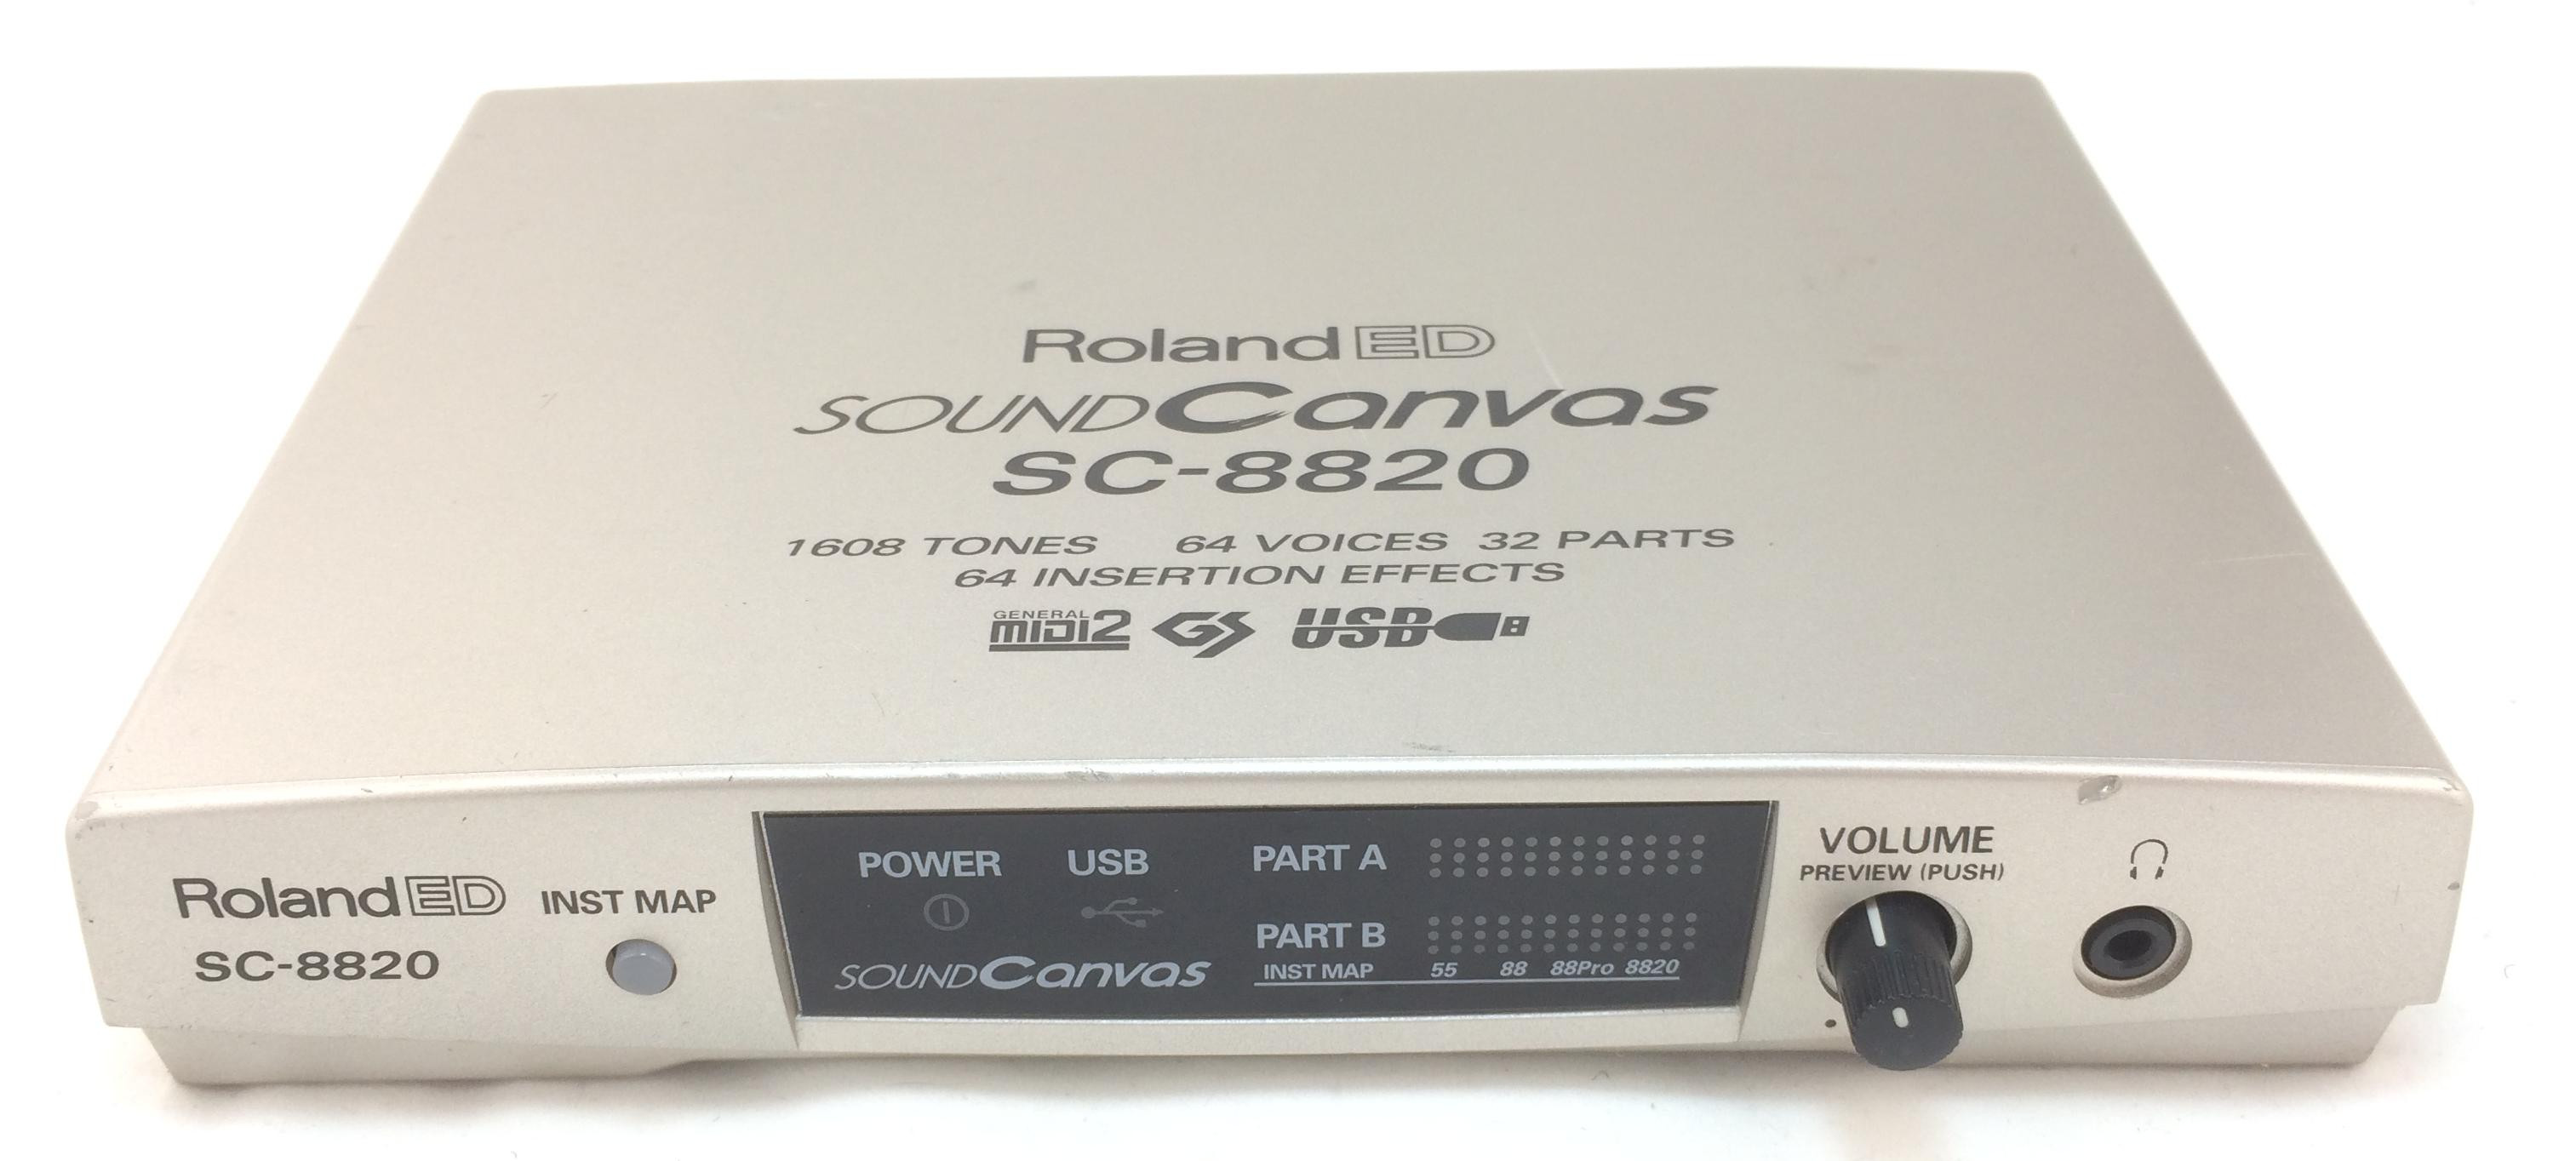 Roland ED
SOUND Canvas
SC-8820
1608 TONES 64 VOICES 32 PARTS
64 INSERTION EFFECTS
GENERAL MIDI2 GS USB
Roland ED
SC-8820
INST MAP
POWER USB
SOUND Canvas
PART A
PART B
INST MAP 55 88 88Pro 8820
VOLUME
PREVIEW (PUSH)